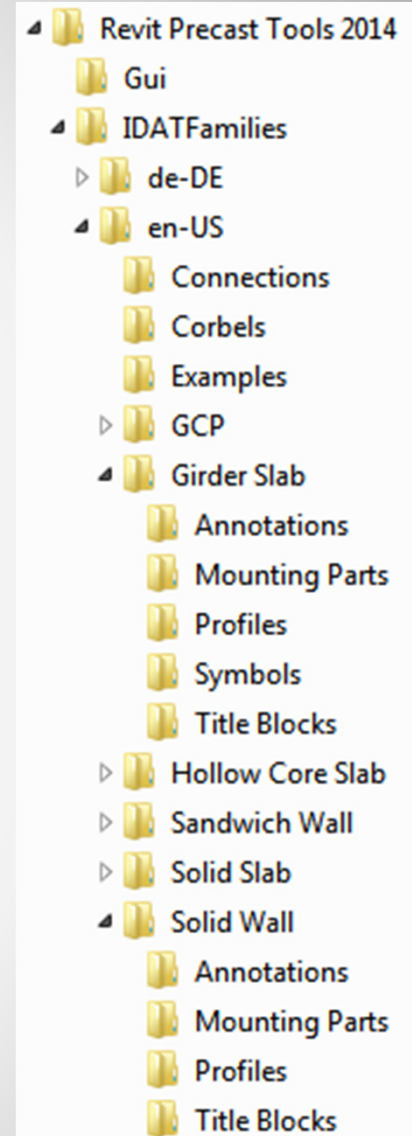 Revit Precast Tools 2014
Gui
IDATFamilies
de-DE
en-US
Connections
Corbels
Examples
GCP
Girder Slab
Annotations
Mounting Parts
Profiles
Symbols
Title Blocks
Hollow Core Slab
Sandwich Wall
Solid Slab
Solid Wall
Annotations
Mounting Parts
Profiles
Title Blocks